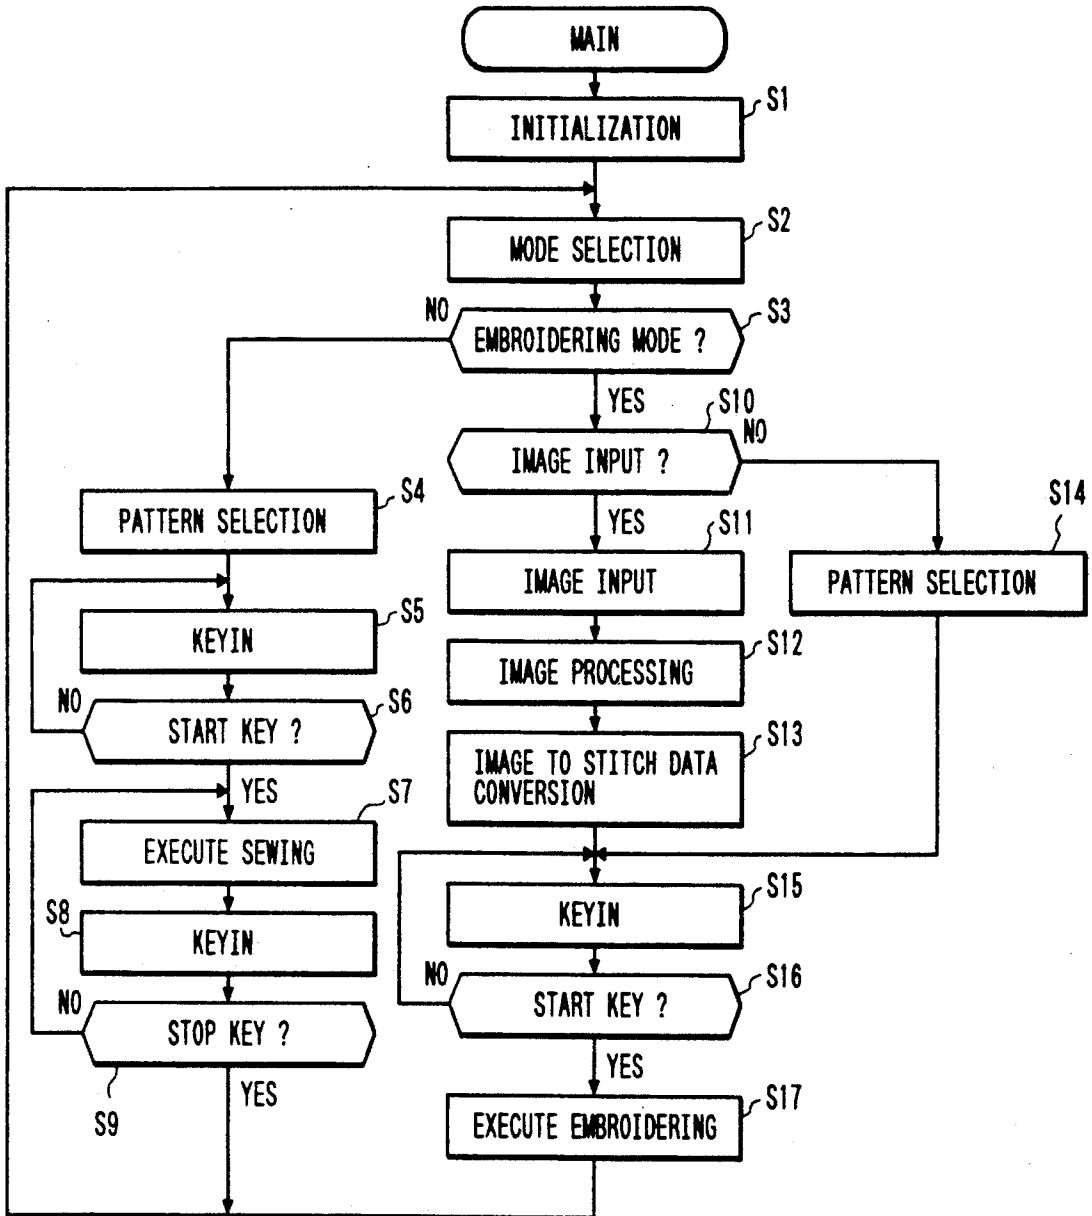 MAIN
S1
INITIALIZATION
S2
MODE SELECTION
NO
S3
EMBROIDERING MODE ?
YES
S10
NO
IMAGE INPUT ?
S4
PATTERN SELECTION
YES
S11
S14
IMAGE INPUT
PATTERN SELECTION
S5
KEYIN
S12
IMAGE PROCESSING
NO
S6
START KEY ?
S13
IMAGE TO STITCH DATA
CONVERSION
YES
S7
EXECUTE SEWING
S15
KEYIN
S8
KEYIN
NO
S16
START KEY ?
NO
STOP KEY ?
S9
YES
YES
S17
EXECUTE EMBROIDERING